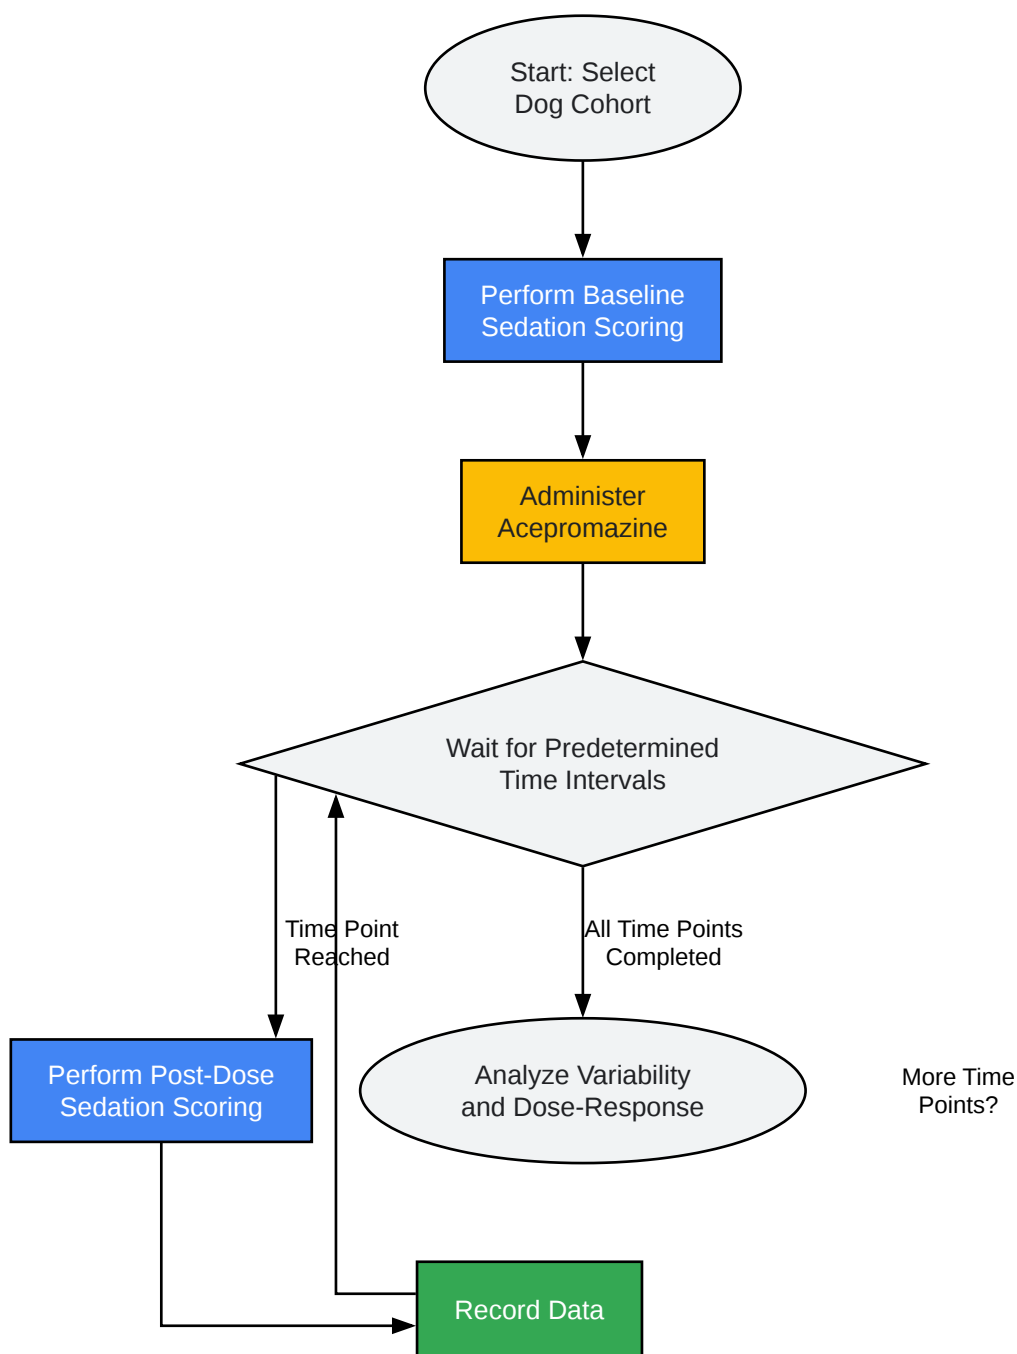 Start: Select
Dog Cohort
Perform Baseline
Sedation Scoring
Administer
Acepromazine
Wait for Predetermined
Time Intervals
Time Point
Reached
All Time Points
Completed
Perform Post-Dose
Sedation Scoring
Analyze Variability
and Dose-Response
More Time
Points?
Record Data